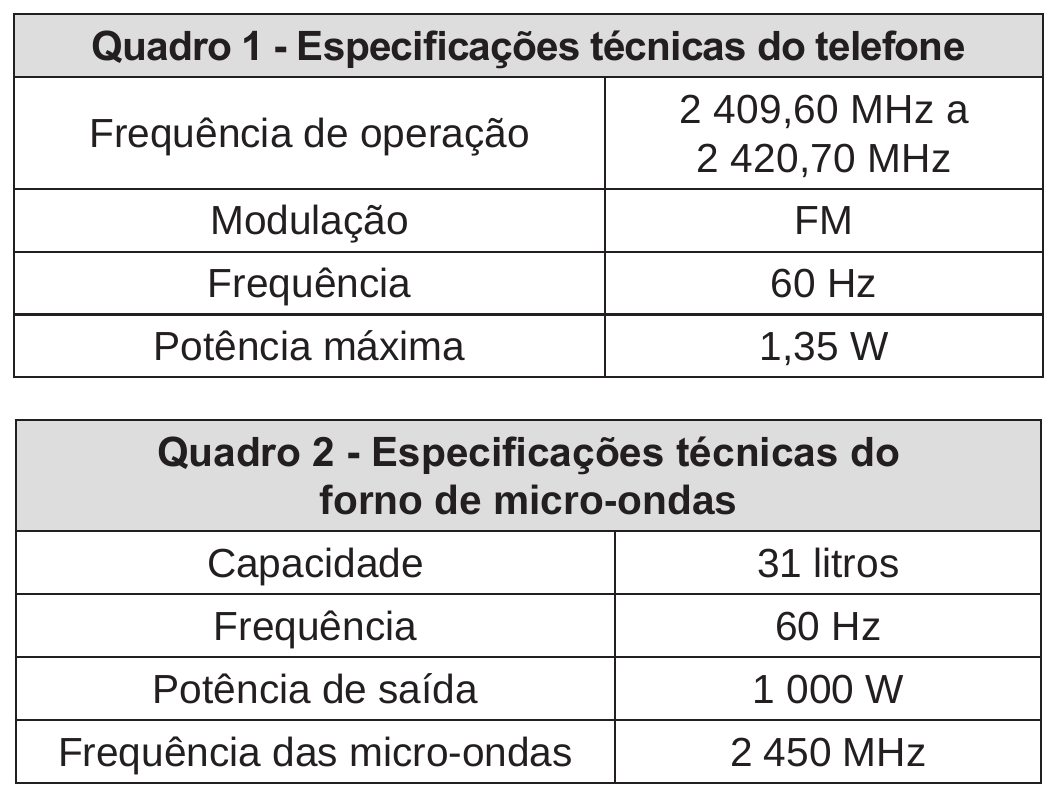 Quadro 1 - Especificações técnicas do telefone
Frequência de operação
2 409,60 MHz a
2 420,70 MHz
Modulação
FM
Frequência
60 Hz
Potência máxima
1,35 W
Quadro 2 - Especificações técnicas do
forno de micro-ondas
Capacidade
31 litros
Frequência
60 Hz
Potência de saída
1 000 W
Frequência das micro-ondas
2 450 MHz